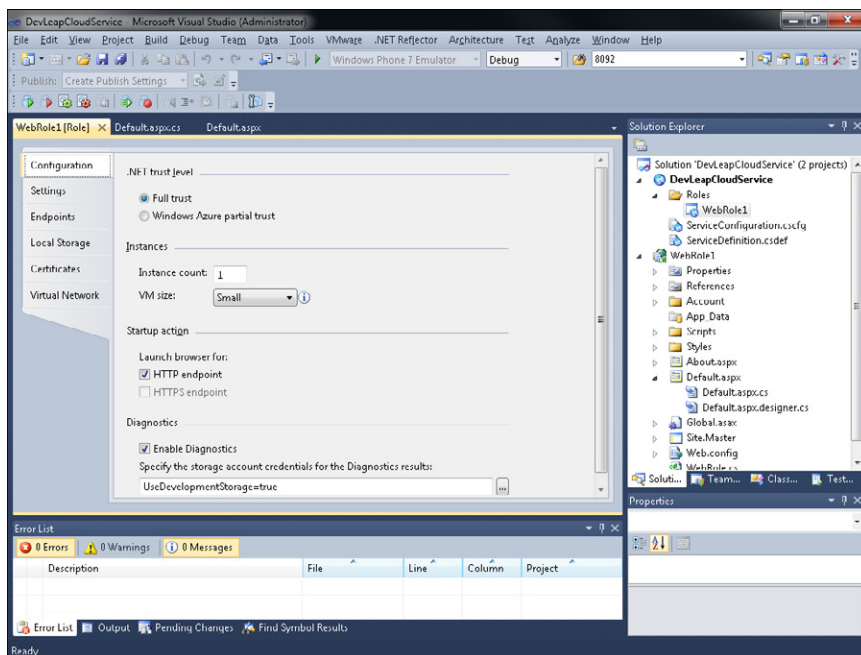 DevLeapCloudService - Microsoft Visual Studio (Administrator)
File Edit View Project Build Debug Team Data Tools VMware .NET Reflector Architecture Test Analyze Window Help
Windows Phone 7 Emulator Debug 8092
Publish: Create Publish Settings
WebRole1 [Role] Default.aspx.cs Default.aspx
Configuration
Settings
Endpoints
Local Storage
Certificates
Virtual Network
.NET trust level
Full trust
Windows Azure partial trust
Instances
Instance count: 1
VM size: Small
Startup action
Launch browser for:
HTTP endpoint
HTTPS endpoint
Diagnostics
Enable Diagnostics
Specify the storage account credentials for the Diagnostics results:
UseDevelopmentStorage=true
...
Solution Explorer
Solution 'DevLeapCloudService' (2 projects)
DevLeapCloudService
Roles
WebRole1
ServiceConfiguration.cscfg
ServiceDefinition.csdef
WebRole1
Properties
References
Account
App_Data
Scripts
Styles
About.aspx
Default.aspx
Default.aspx.cs
Default.aspx.designer.cs
Global.asax
Site.Master
Web.config
WebRole.cs
Soluti... Team... Class... Test...
Properties
Error List
0 Errors 0 Warnings 0 Messages
Description File Line Column Project
Error List Output Pending Changes Find Symbol Results
Ready